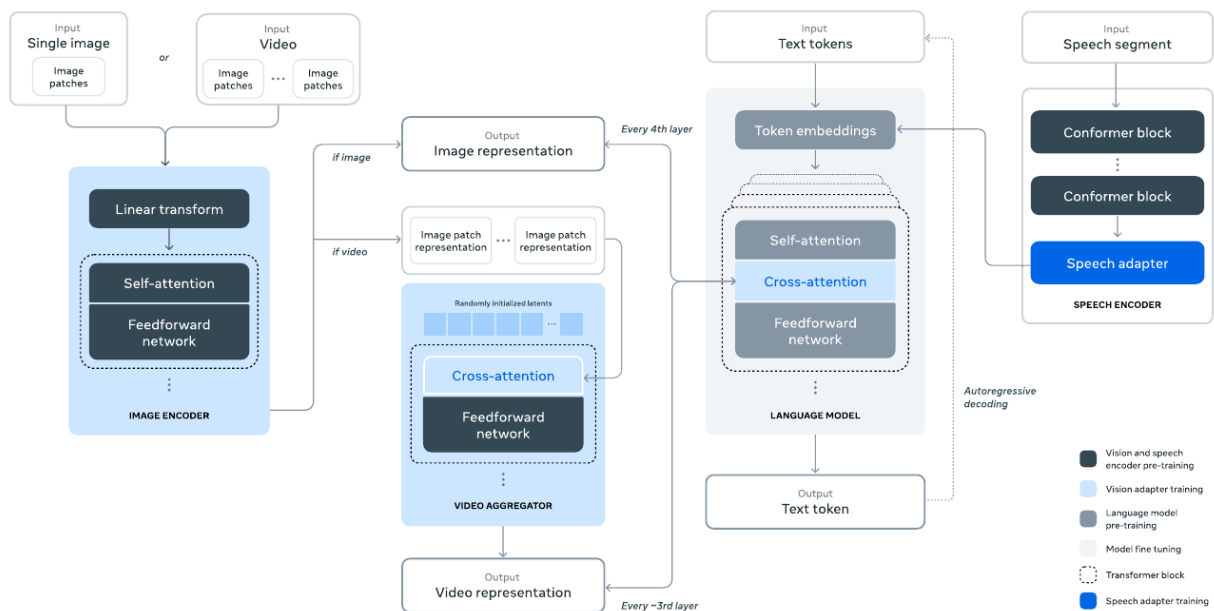 Input
Single image
Image
patches
or
Input
Video
Image
patches
...
Image
patches
Linear transform
Self-attention
Feedforward
network
IMAGE ENCODER
if image
if video
Output
Image representation
Image patch
representation
...
Image patch
representation
Randomly initialized latents
...
Cross-attention
Feedforward
network
VIDEO AGGREGATOR
Output
Video representation
Every 4th layer
Every ~3rd layer
Input
Text tokens
Token embeddings
Self-attention
Cross-attention
Feedforward
network
LANGUAGE MODEL
Output
Text token
Autoregressive
decoding
Input
Speech segment
Conformer block
Conformer block
Speech adapter
SPEECH ENCODER
Vision and speech
encoder pre-training
Vision adapter training
Language model
pre-training
Model fine tuning
Transformer block
Speech adapter training